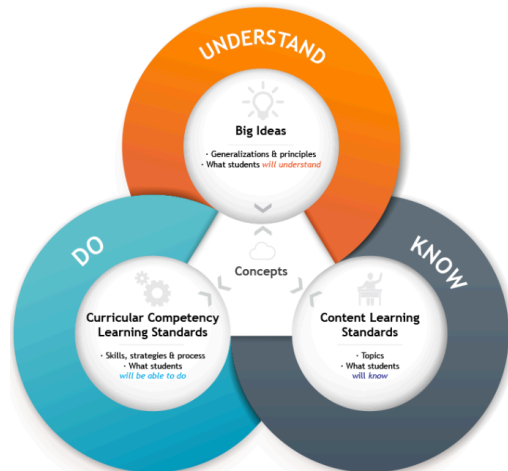 UNDERSTAND
Big Ideas
· Generalizations & principles
· What students will understand
DO
KNOW
Concepts
Curricular Competency
Learning Standards
· Skills, strategies & process
· What students
will be able to do
Content Learning
Standards
· Topics
· What students
will know